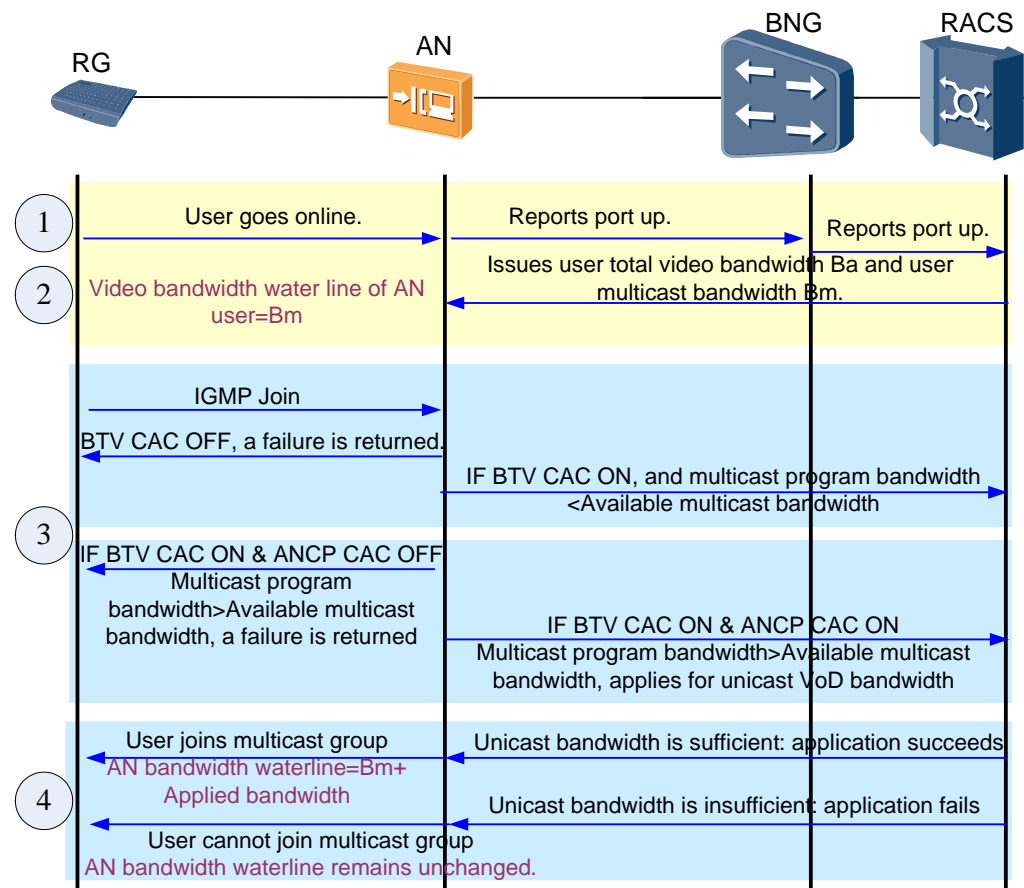 RG
AN
BNG
RACS
1
User goes online.
Reports port up.
Reports port up.
2
Video bandwidth water line of AN
user=Bm
Issues user total video bandwidth Ba and user
multicast bandwidth Bm.
IGMP Join
BTV CAC OFF, a failure is returned.
IF BTV CAC ON, and multicast program bandwidth
<Available multicast bandwidth
3
IF BTV CAC ON & ANCP CAC OFF
Multicast program
bandwidth>Available multicast
bandwidth, a failure is returned
IF BTV CAC ON & ANCP CAC ON
Multicast program bandwidth>Available multicast
bandwidth, applies for unicast VoD bandwidth
4
User joins multicast group
AN bandwidth waterline=Bm+
Applied bandwidth
Unicast bandwidth is sufficient: application succeeds
Unicast bandwidth is insufficient: application fails
User cannot join multicast group
AN bandwidth waterline remains unchanged.